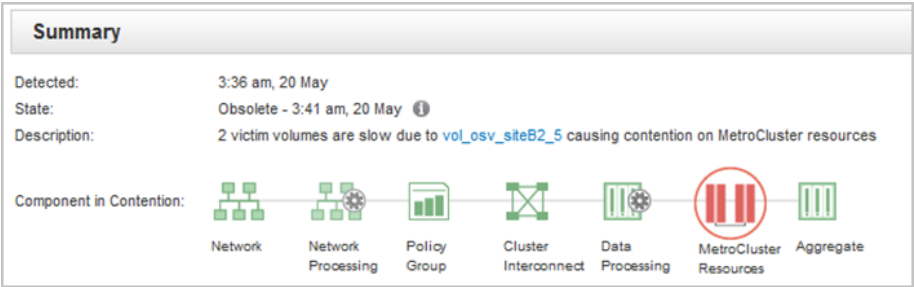 Summary
Detected: 3:36 am, 20 May
State: Obsolete - 3:41 am, 20 May
Description: 2 victim volumes are slow due to vol_osv_siteB2_5 causing contention on MetroCluster resources
Component in Contention:
Network
Network Processing
Policy Group
Cluster Interconnect
Data Processing
MetroCluster Resources
Aggregate